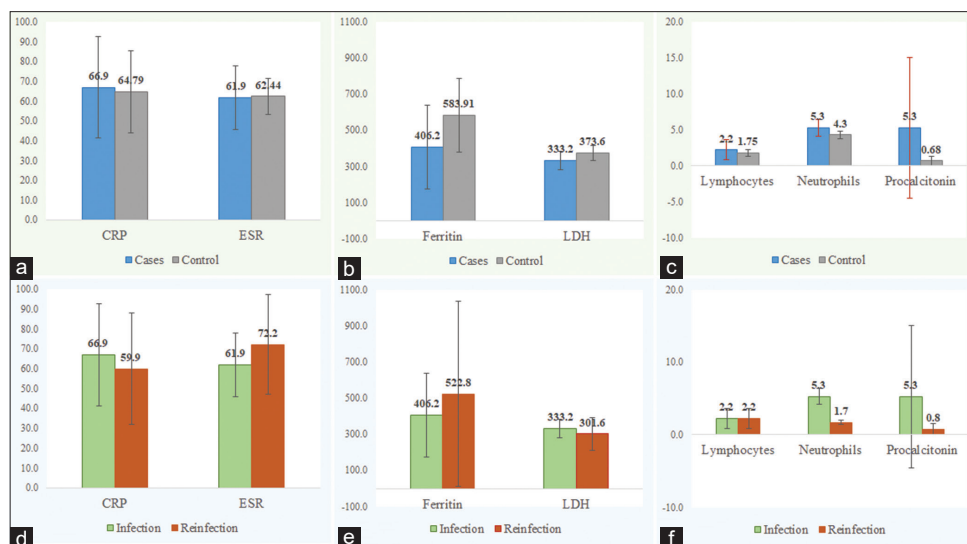 100.0
90.0
80.0
70.0
60.0
50.0
40.0
30.0
20.0
10.0
0.0
66.9 64.79 61.9 62.44
CRP ESR
Cases Control
a
1100.0
900.0
700.0
500.0
300.0
100.0
-100.0
406.2 583.91 333.2 373.6
Ferritin LDH
Cases Control
b
20.0
15.0
10.0
5.0
0.0
-5.0
-10.0
2.2 1.75 5.3 4.3 5.3 0.68
Lymphocytes Neutrophils Procalcitonin
Cases Control
c
100.0
90.0
80.0
70.0
60.0
50.0
40.0
30.0
20.0
10.0
0.0
66.9 59.9 61.9 72.2
CRP ESR
Infection Reinfection
d
1100.0
900.0
700.0
500.0
300.0
100.0
-100.0
406.2 522.8 333.2 301.6
Ferritin LDH
Infection Reinfection
e
20.0
10.0
0.0
-10.0
2.2 2.2 5.3 1.7 5.3 0.8
Lymphocytes Neutrophils Procalcitonin
Infection Reinfection
f